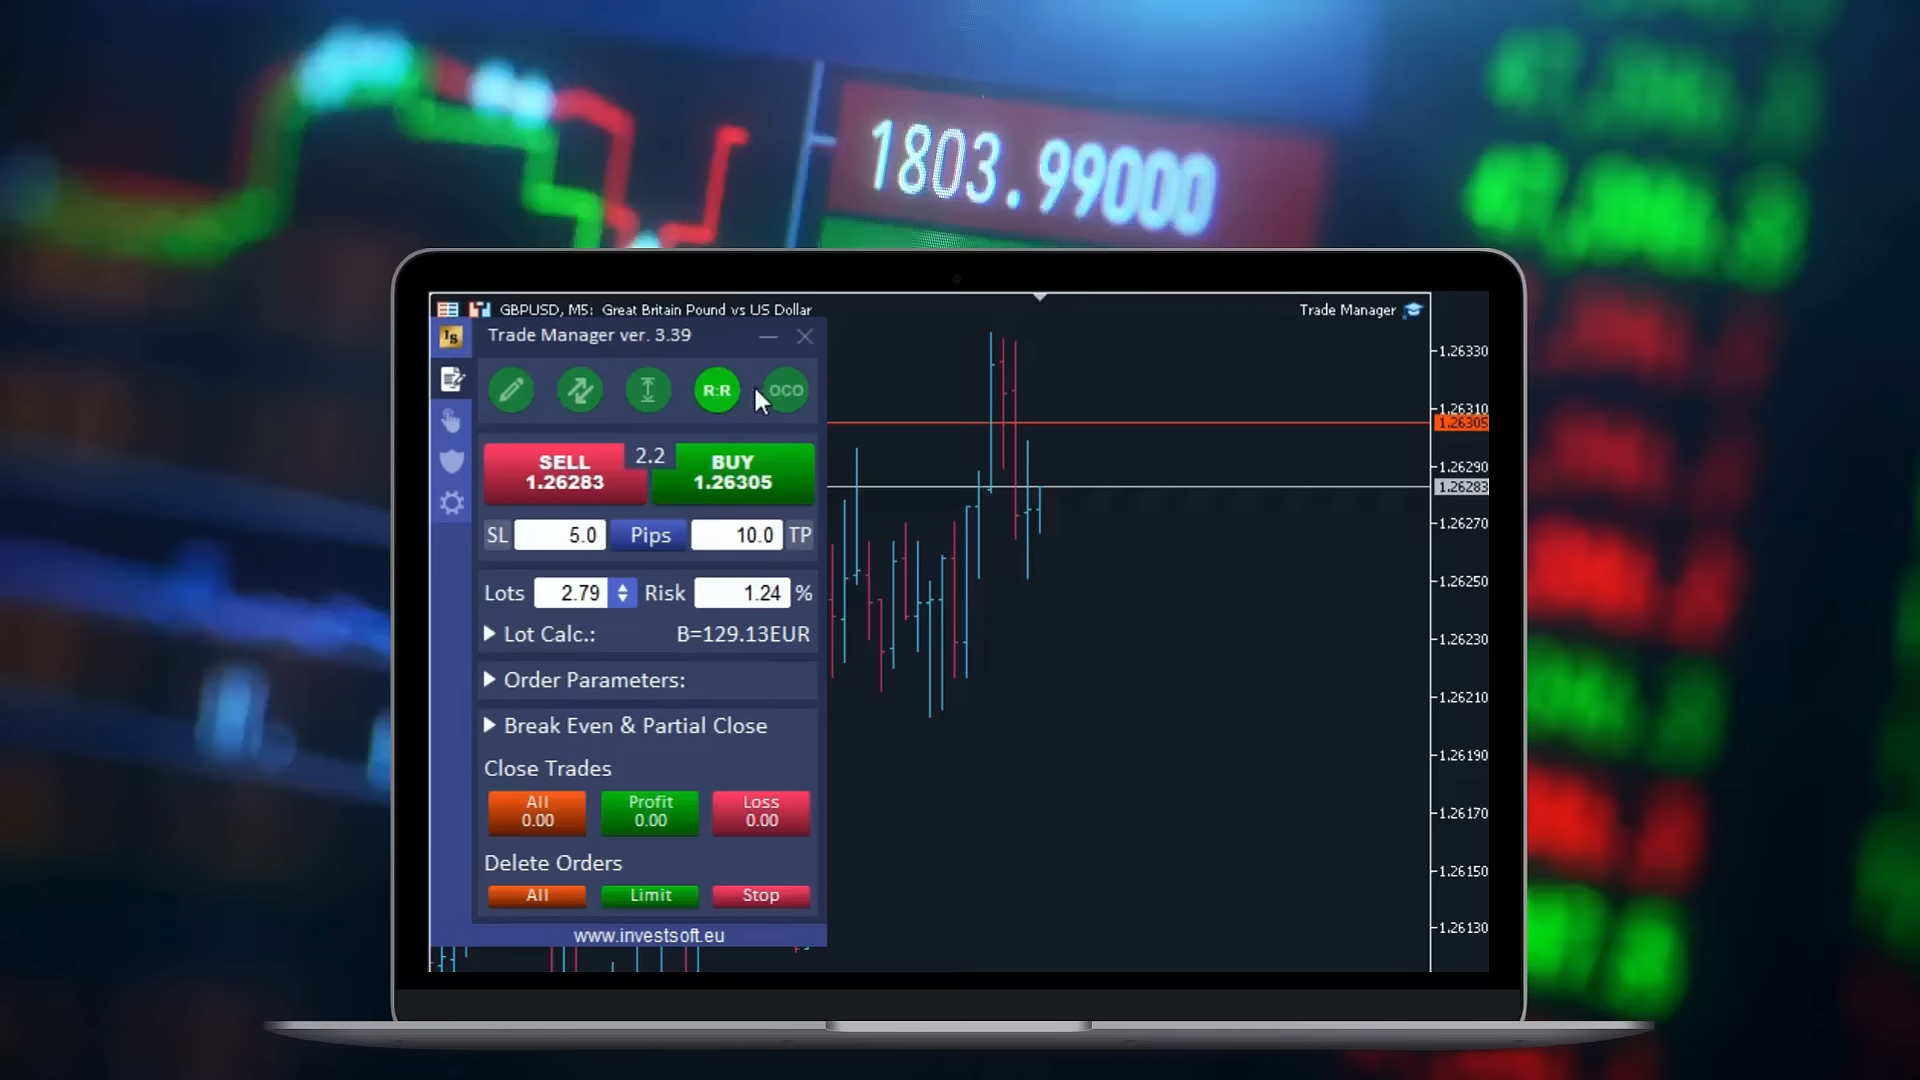 1803.99000
GBPUSD, M5: Great Britain Pound vs US Dollar
Trade Manager
IS
Trade Manager ver. 3.39
R:R
OCO
SELL
1.26283
2.2
BUY
1.26305
SL 5.0 Pips 10.0 TP
Lots 2.79 Risk 1.24 %
Lot Calc.: B=129.13EUR
Order Parameters:
Break Even & Partial Close
Close Trades
All
0.00
Profit
0.00
Loss
0.00
Delete Orders
All Limit Stop
www.investsoft.eu
1.26330
1.26310
1.26305
1.26290
1.26283
1.26270
1.26250
1.26230
1.26210
1.26190
1.26170
1.26150
1.26130